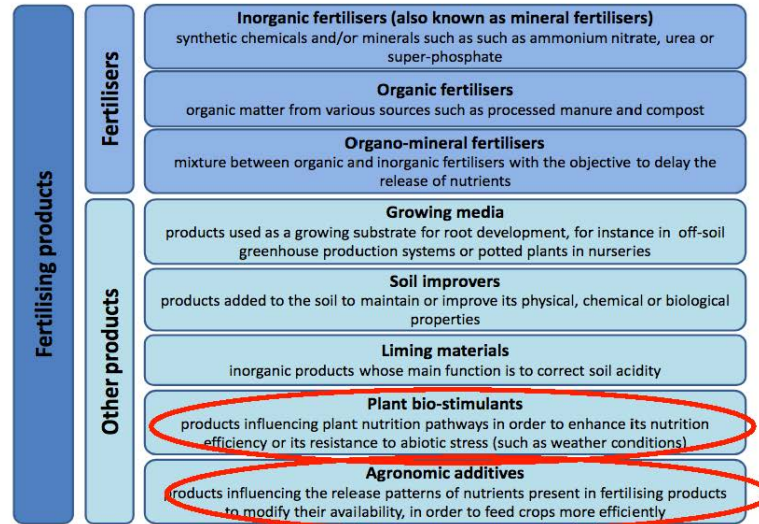 Fertilising products
Fertilisers
Inorganic fertilisers (also known as mineral fertilisers)
synthetic chemicals and/or minerals such as such as ammonium nitrate, urea or
super-phosphate
Organic fertilisers
organic matter from various sources such as processed manure and compost
Organo-mineral fertilisers
mixture between organic and inorganic fertilisers with the objective to delay the
release of nutrients
Other products
Growing media
products used as a growing substrate for root development, for instance in off-soil
greenhouse production systems or potted plants in nurseries
Soil improvers
products added to the soil to maintain or improve its physical, chemical or biological
properties
Liming materials
inorganic products whose main function is to correct soil acidity
Plant bio-stimulants
products influencing plant nutrition pathways in order to enhance its nutrition
efficiency or its resistance to abiotic stress (such as weather conditions)
Agronomic additives
products influencing the release patterns of nutrients present in fertilising products
to modify their availability, in order to feed crops more efficiently